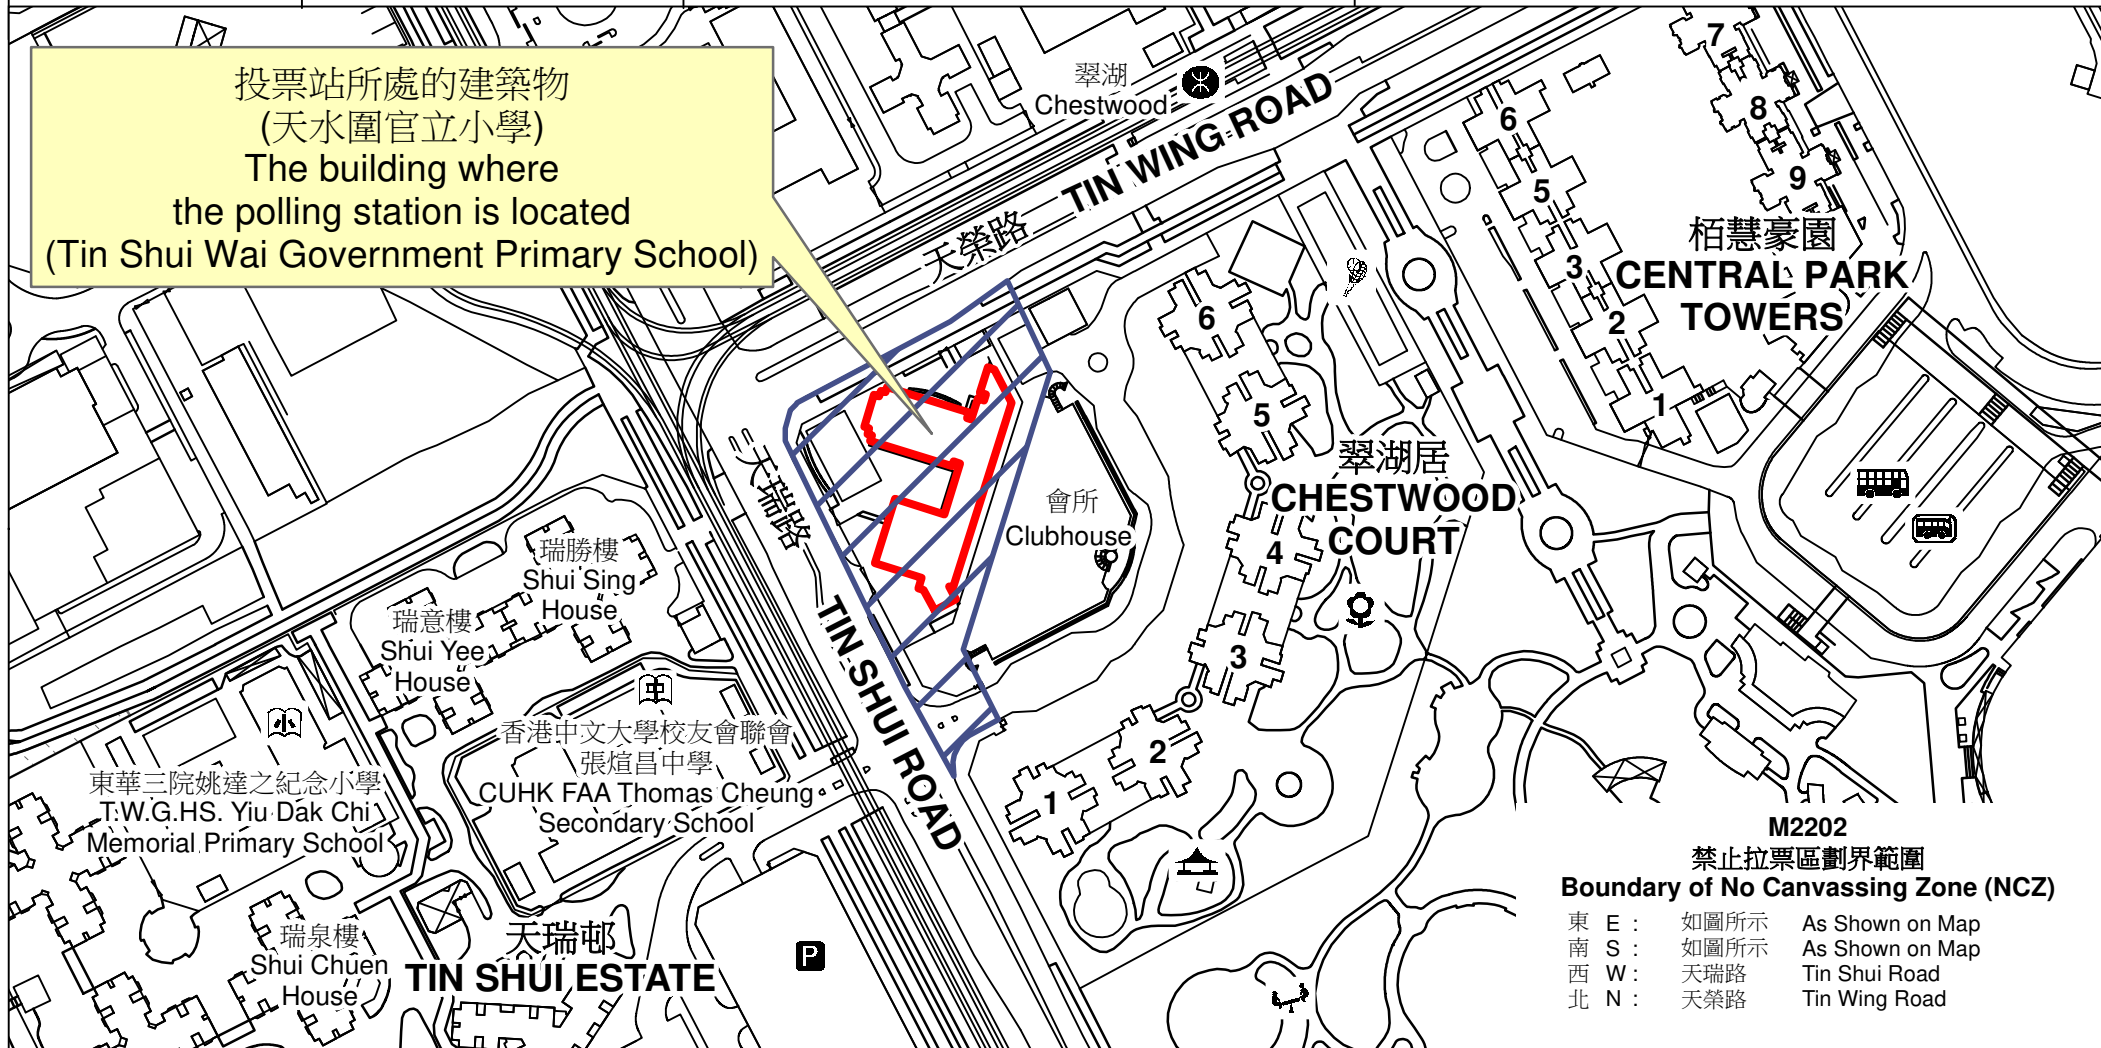 投票站所處的建築物
(天水圍官立小學)
The building where
the polling station is located
(Tin Shui Wai Government Primary School)
翠湖
Chestwood
天榮路
TIN WING ROAD
7
8
9
6
5
3
2
1
栢慧豪園
CENTRAL PARK
TOWERS
6
5
4
3
2
1
翠湖居
CHESTWOOD
COURT
會所
Clubhouse
天瑞路
TIN SHUI ROAD
瑞勝樓
Shui Sing
House
瑞意樓
Shui Yee
House
中
小
香港中文大學校友會聯會
張煊昌中學
CUHK FAA Thomas Cheung
Secondary School
東華三院姚達之紀念小學
T.W.G.HS. Yiu Dak Chi
Memorial Primary School
瑞泉樓
Shui Chuen
House
天瑞邨
TIN SHUI ESTATE
P
M2202
禁止拉票區劃界範圍
Boundary of No Canvassing Zone (NCZ)
東 E : 如圖所示 As Shown on Map
南 S : 如圖所示 As Shown on Map
西 W : 天瑞路 Tin Shui Road
北 N : 天榮路 Tin Wing Road